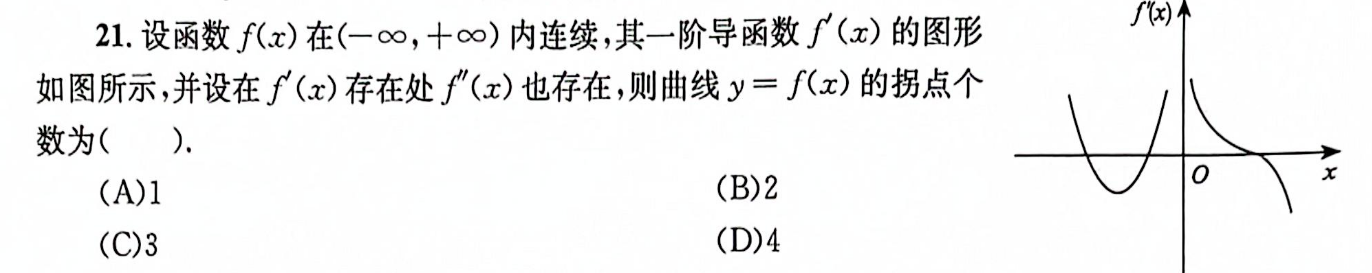 21. 设函数 f(x) 在(-∞,+∞) 内连续,其一阶导函数 f′(x) 的图形
如图所示,并设在 f′(x) 存在处 f″(x) 也存在,则曲线 y = f(x) 的拐点个
数为(　　).
(A)1　　(B)2
(C)3　　(D)4
f′(x)
O
x